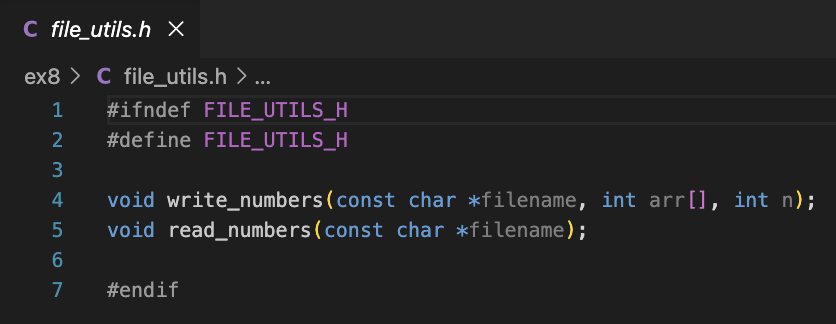 C file_utils.h ×
ex8 > C file_utils.h > ...
1 #ifndef FILE_UTILS_H
2 #define FILE_UTILS_H
3
4 void write_numbers(const char *filename, int arr[], int n);
5 void read_numbers(const char *filename);
6
7 #endif